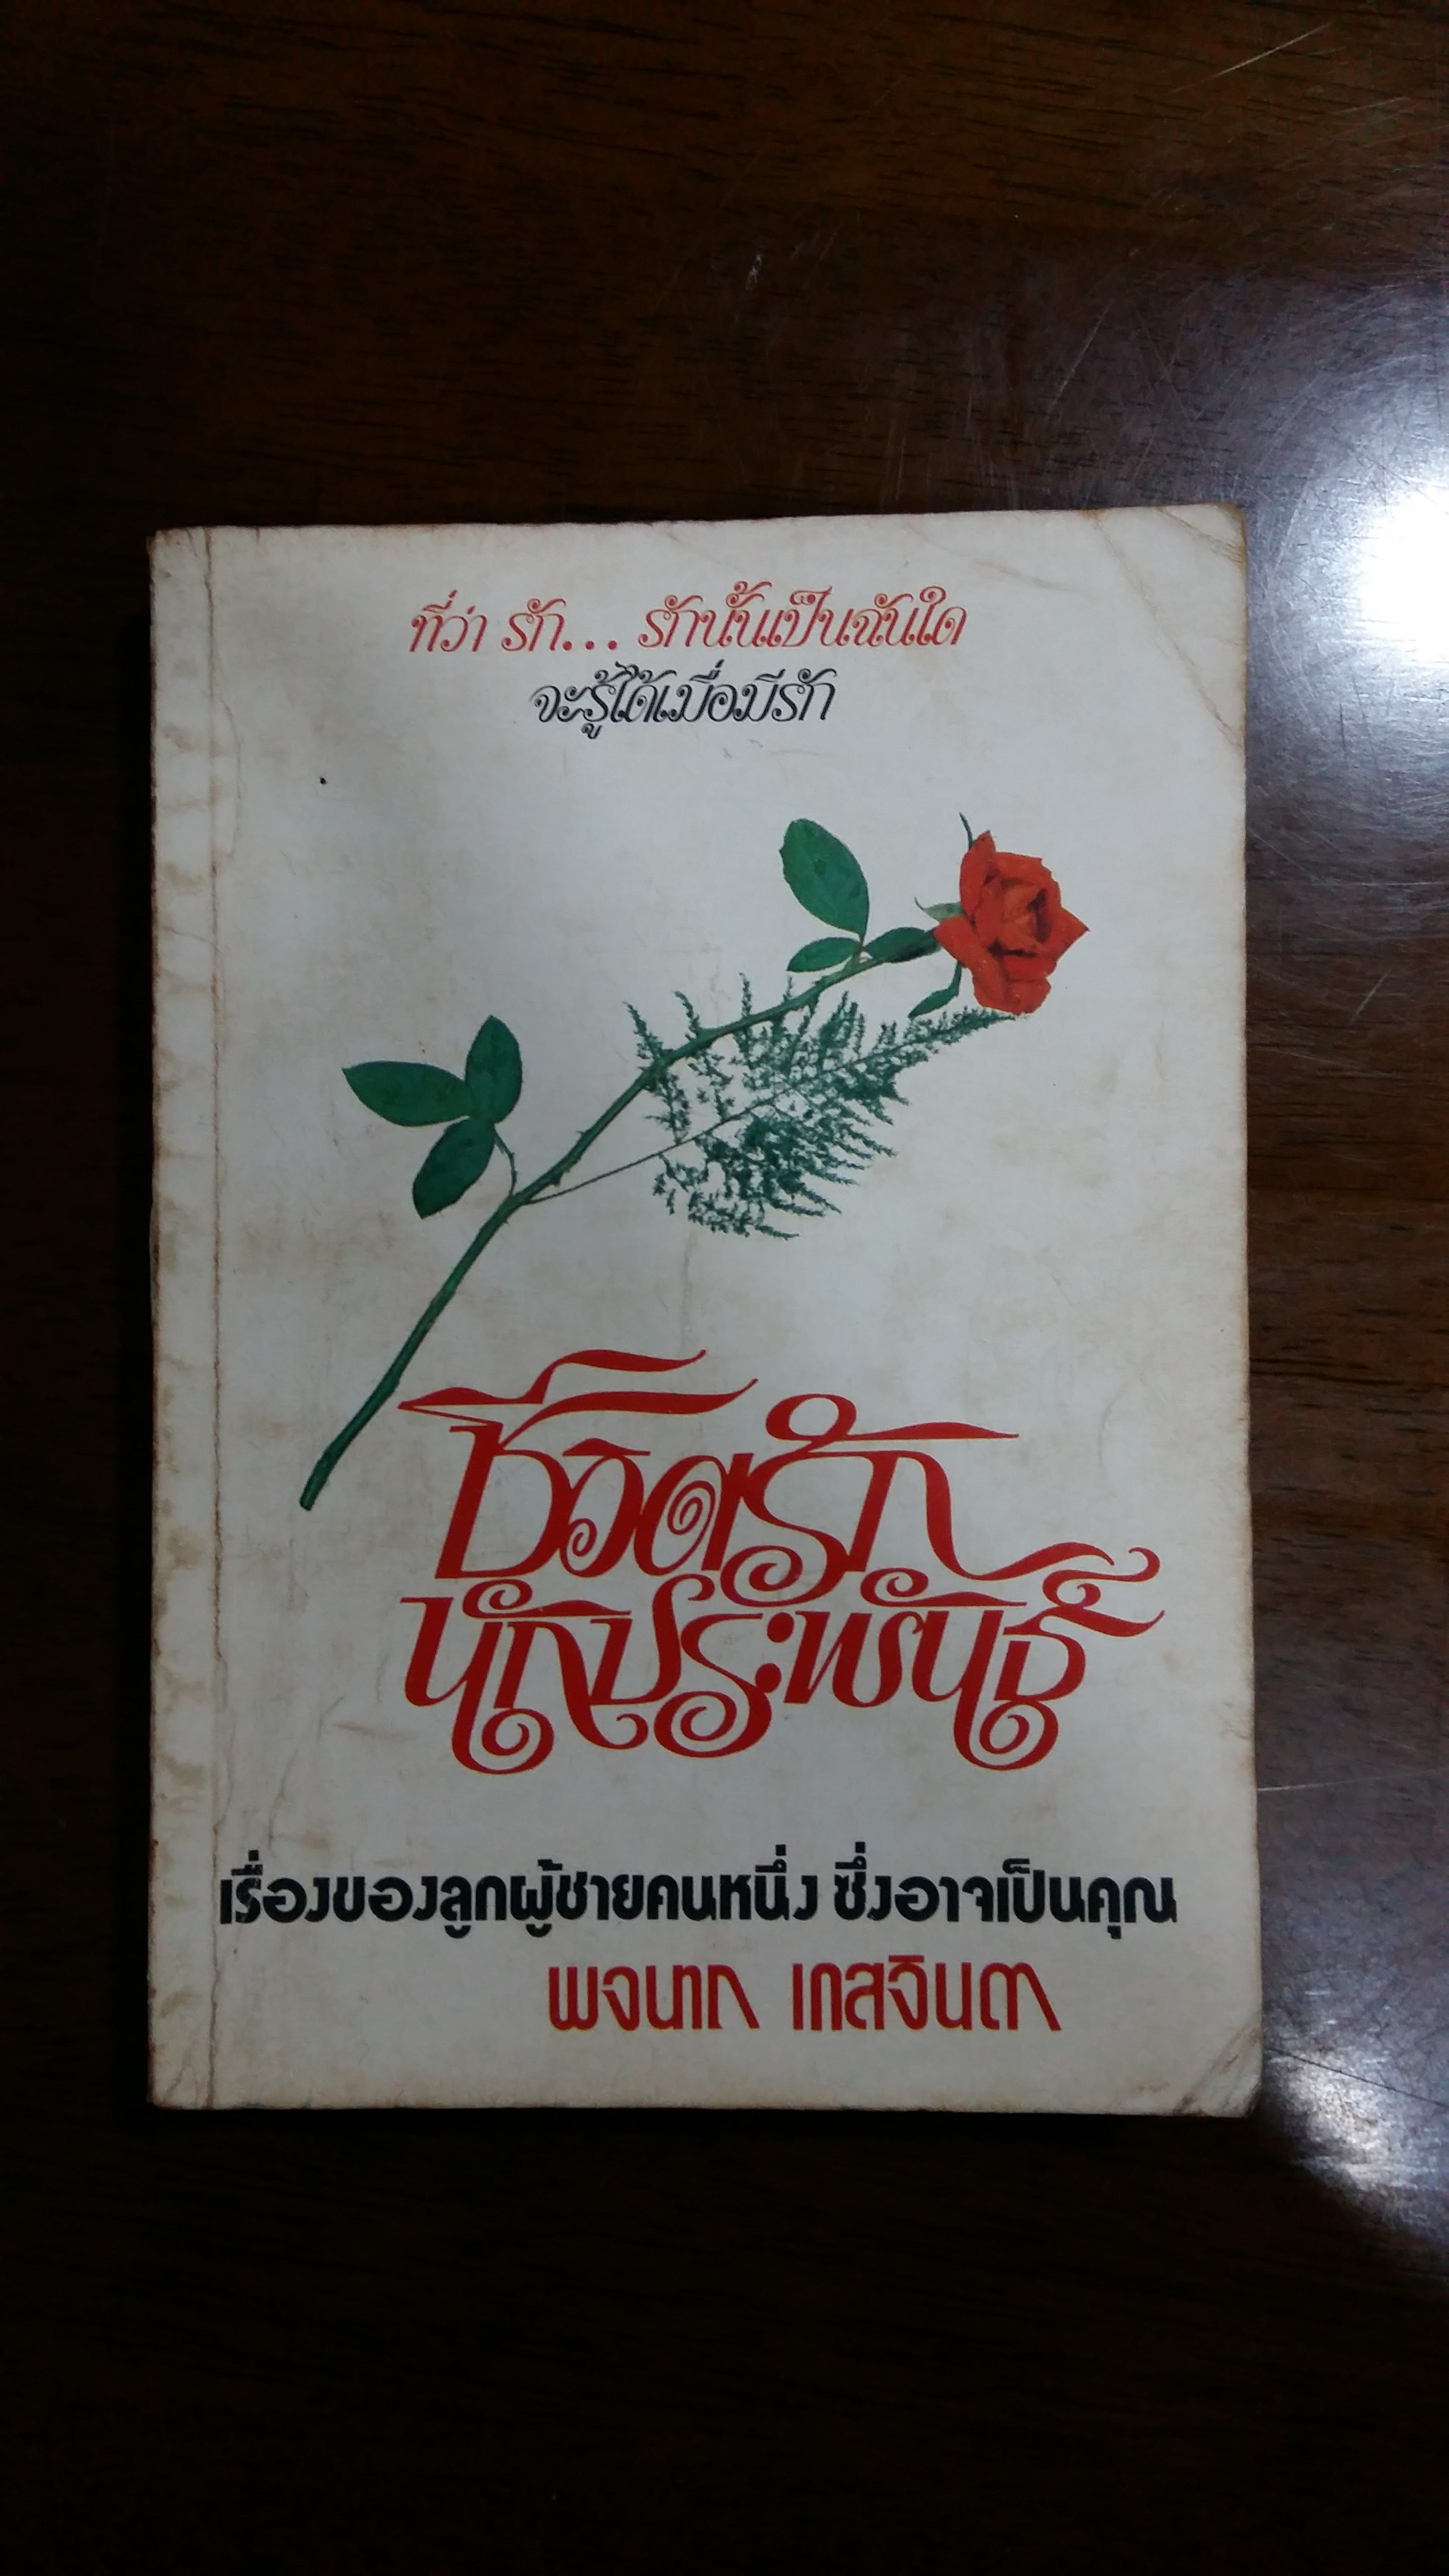 ที่ว่า รัก... รักนั้นเป็นฉันใด
จะรู้ได้เมื่อมีรัก
ชีวิตรัก
นักประพันธ์
เรื่องของลูกผู้ชายคนหนึ่ง ซึ่งอาจเป็นคุณ
พจนาถ เกสจินดา